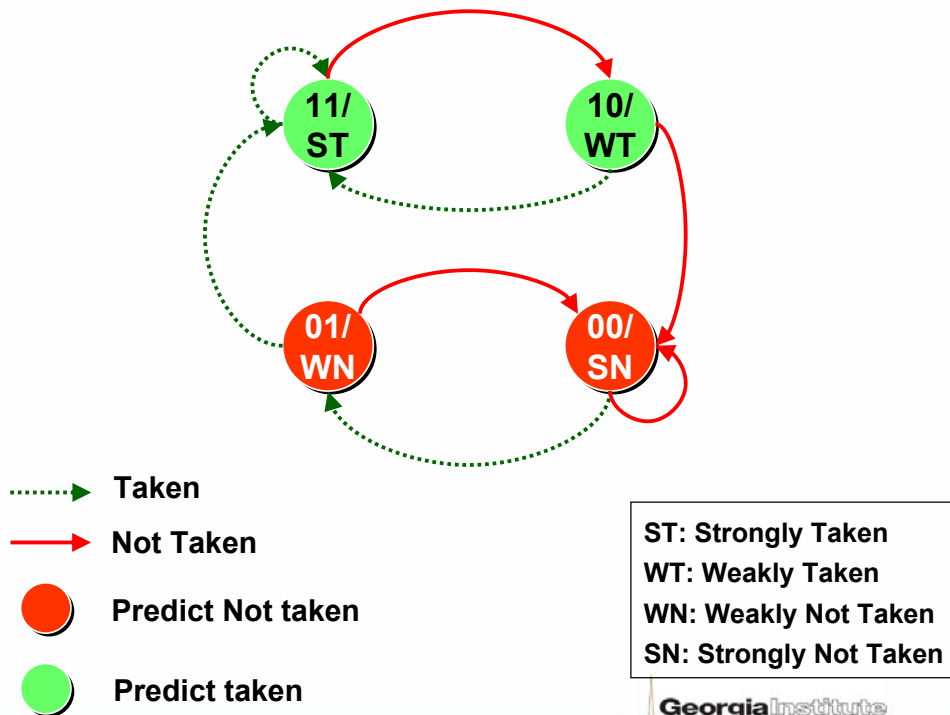 11/
ST
10/
WT
01/
WN
00/
SN
Taken
Not Taken
Predict Not taken
Predict taken
ST: Strongly Taken
WT: Weakly Taken
WN: Weakly Not Taken
SN: Strongly Not Taken
GeorgiaInstitute